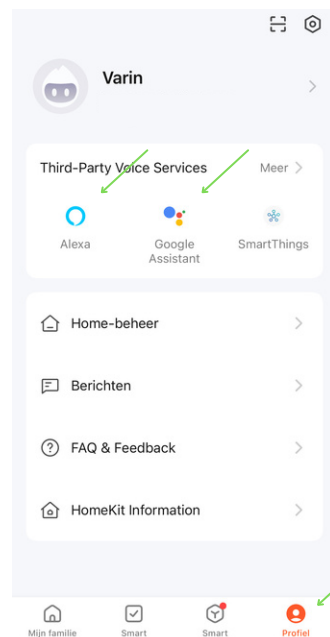 Varin
Third-Party Voice Services
Meer
Alexa
Google
Assistant
SmartThings
Home-beheer
Berichten
FAQ & Feedback
HomeKit Information
Mijn familie
Smart
Smart
Profiel